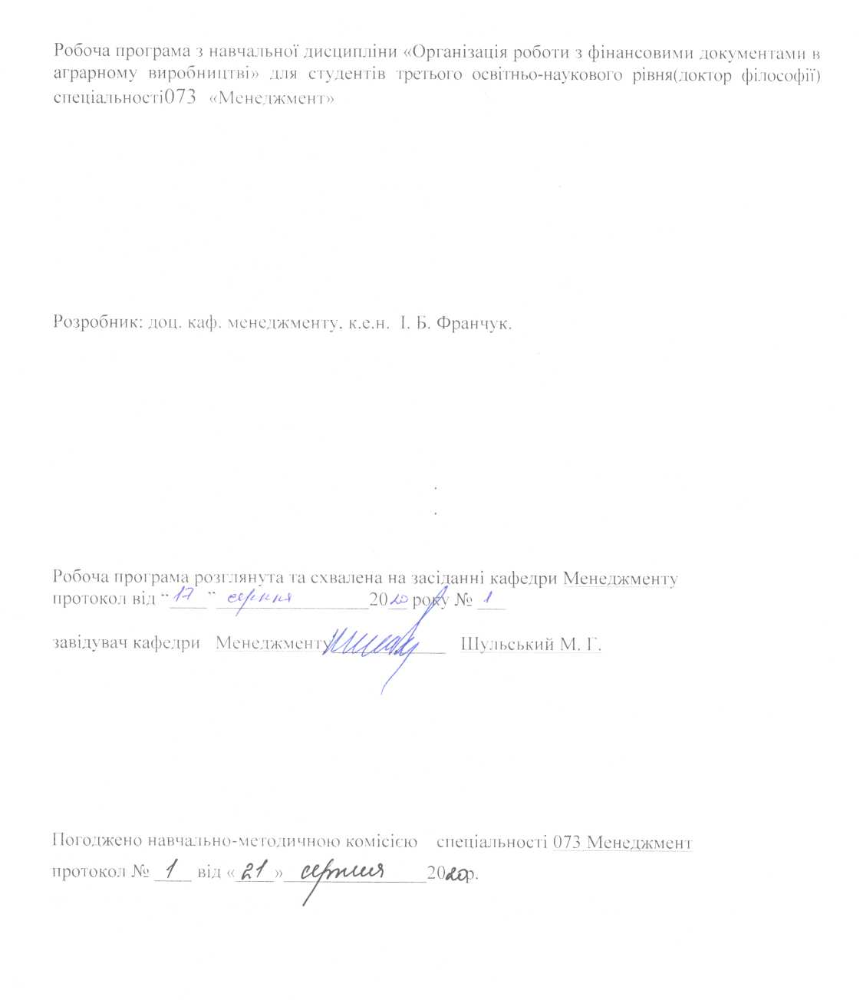 Робоча програма з навчальної дисципліни «Організація роботи з фінансовими документами в
аграрному виробництві» для студентів третього освітньо-наукового рівня(доктор філософії)
спеціальності073 «Менеджмент»
Розробник: доц. каф. менеджменту, к.е.н. І. Б. Франчук.
Робоча програма розглянута та схвалена на засіданні кафедри Менеджменту
протокол від “ 17 ” серпня 2020 року № 1
завідувач кафедри Менеджменту Шульський М. Г.
Погоджено навчально-методичною комісією спеціальності 073 Менеджмент
протокол № 1 від « 21 » серпня 2020р.